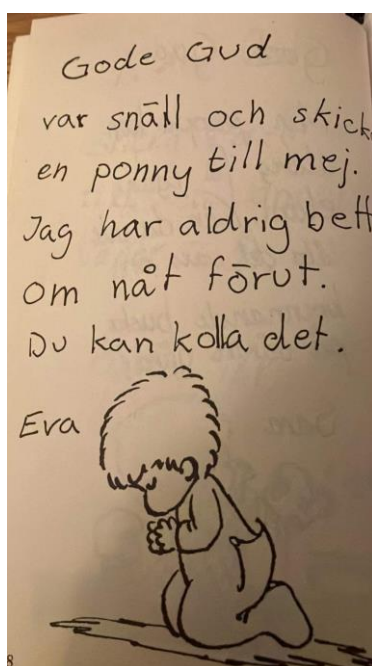 Gode Gud
var snäll och skick
en ponny till mej.
Jag har aldrig bett
om nåt förut.
Du kan kolla det.
Eva
8